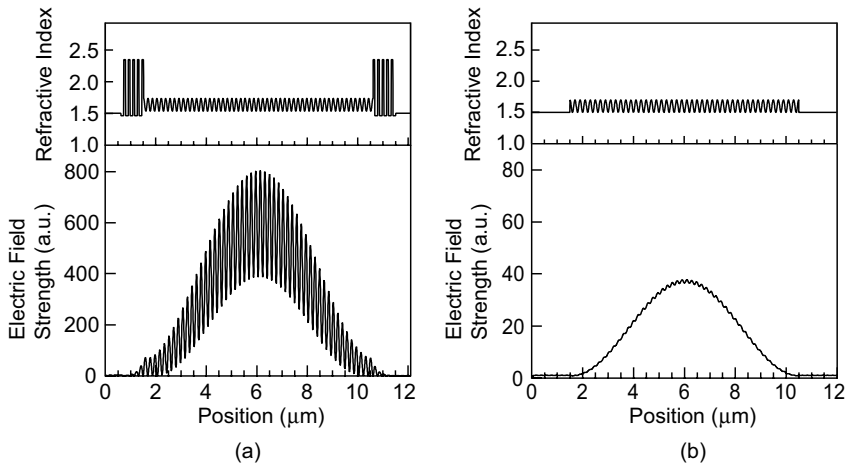 Refractive Index
2.5
2.0
1.5
1.0
Electric Field
Strength (a.u.)
800
600
400
200
0
0 2 4 6 8 10 12
Position (μm)
(a)
Refractive Index
2.5
2.0
1.5
1.0
Electric Field
Strength (a.u.)
80
60
40
20
0
0 2 4 6 8 10 12
Position (μm)
(b)